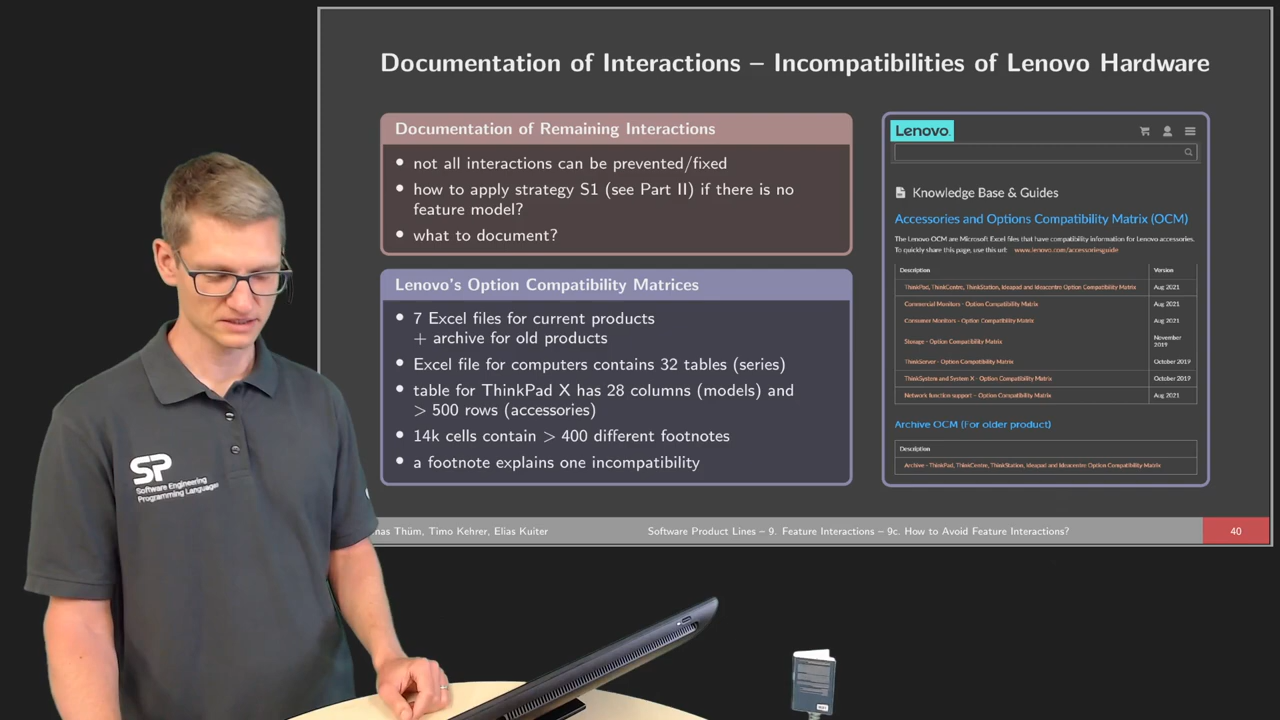 Documentation of Interactions – Incompatibilities of Lenovo Hardware
Documentation of Remaining Interactions
• not all interactions can be prevented/fixed
• how to apply strategy S1 (see Part II) if there is no
feature model?
• what to document?
Lenovo's Option Compatibility Matrices
• 7 Excel files for current products
+ archive for old products
• Excel file for computers contains 32 tables (series)
• table for ThinkPad X has 28 columns (models) and
> 500 rows (accessories)
• 14k cells contain > 400 different footnotes
• a footnote explains one incompatibility
Lenovo
Knowledge Base & Guides
Accessories and Options Compatibility Matrix (OCM)
The Lenovo OCM are Microsoft Excel files that have compatibility information for Lenovo accessories.
To quickly share this page, use this url: www.lenovo.com/accessoriesguide
Description Version
ThinkPad, ThinkCentre, ThinkStation, Ideapad and Ideacentre Option Compatibility Matrix Aug 2021
Commercial Monitors - Option Compatibility Matrix Aug 2021
Consumer Monitors - Option Compatibility Matrix Aug 2021
Storage - Option Compatibility Matrix November
2019
ThinkServer - Option Compatibility Matrix October 2019
ThinkSystem and System X - Option Compatibility Matrix October 2019
Network function support – Option Compatibility Matrix Aug 2021
Archive OCM (For older product)
Description
Archive - ThinkPad, ThinkCentre, ThinkStation, Ideapad and Ideacentre Option Compatibility Matrix
Thüm, Timo Kehrer, Elias Kuiter Software Product Lines – 9. Feature Interactions – 9c. How to Avoid Feature Interactions? 40
SP
Software Engineering
Programming Languages